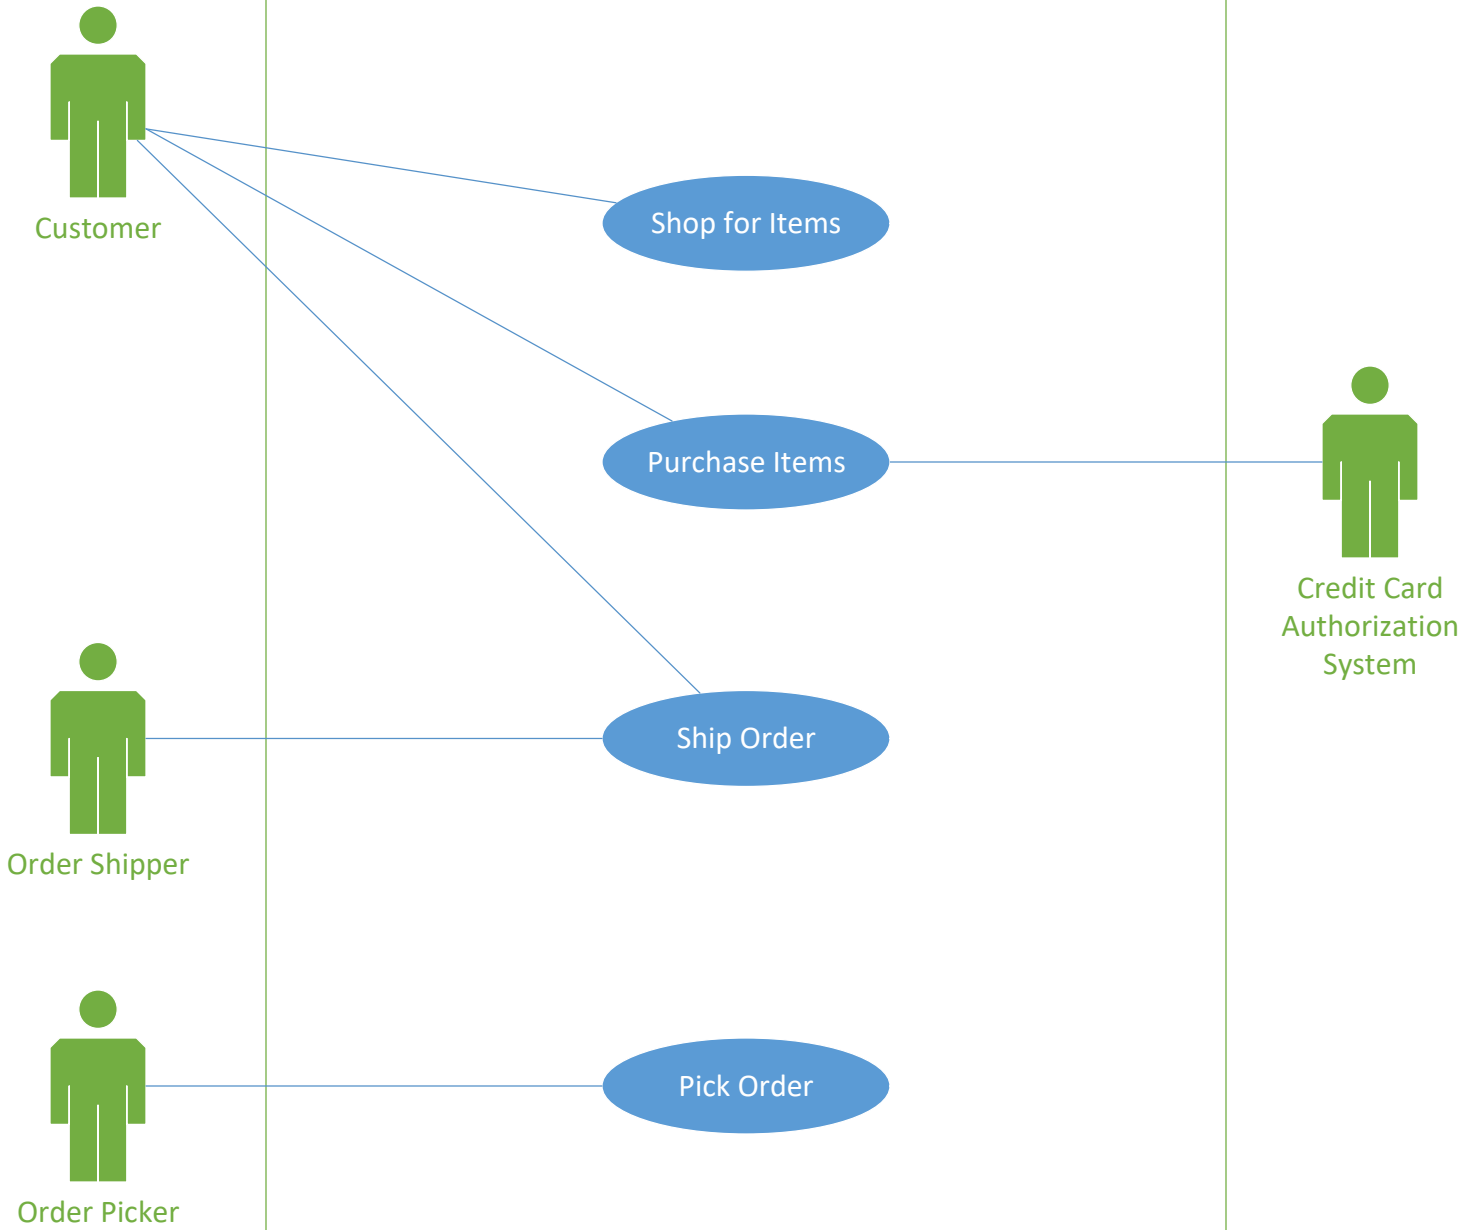 Customer
Shop for Items
Purchase Items
Credit Card
Authorization
System
Ship Order
Order Shipper
Pick Order
Order Picker